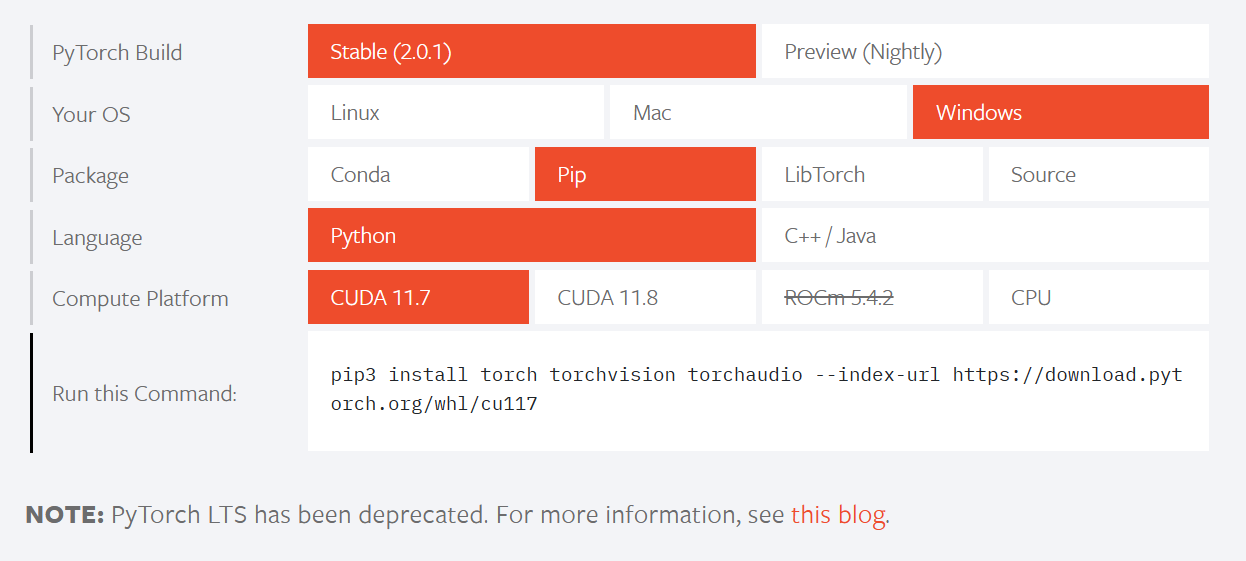 PyTorch Build Stable (2.0.1) Preview (Nightly)
Your OS Linux Mac Windows
Package Conda Pip LibTorch Source
Language Python C++ / Java
Compute Platform CUDA 11.7 CUDA 11.8 ROCm 5.4.2 CPU
Run this Command: pip3 install torch torchvision torchaudio --index-url https://download.pyt
orch.org/whl/cu117
NOTE: PyTorch LTS has been deprecated. For more information, see this blog.